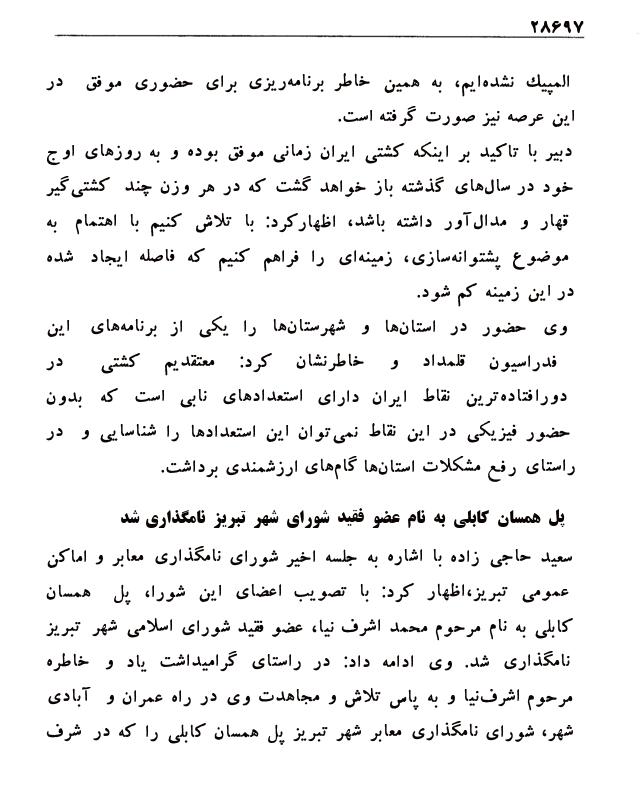 ۲۸۶۹۷
المپیك نشده‌ایم، به همین خاطر برنامه‌ریزی برای حضوری موفق در
این عرصه نیز صورت گرفته است.
دبیر با تاکید بر اینکه کشتی ایران زمانی موفق بوده و به روزهای اوج
خود در سال‌های گذشته باز خواهد گشت که در هر وزن چند کشتی‌گیر
قهار و مدال‌آور داشته باشد، اظهارکرد: با تلاش کنیم با اهتمام به
موضوع پشتوانه‌سازی، زمینه‌ای را فراهم کنیم که فاصله ایجاد شده
در این زمینه کم شود.
وی حضور در استان‌ها و شهرستان‌ها را یکی از برنامه‌های این
فدراسیون قلمداد و خاطرنشان کرد: معتقدیم کشتی در
دورافتاده‌ترین نقاط ایران دارای استعدادهای نابی است که بدون
حضور فیزیکی در این نقاط نمی‌توان این استعدادها را شناسایی و در
راستای رفع مشکلات استان‌ها گام‌های ارزشمندی برداشت.
پل همسان کابلی به نام عضو فقید شورای شهر تبریز نامگذاری شد
سعید حاجی زاده با اشاره به جلسه اخیر شورای نامگذاری معابر و اماکن
عمومی تبریز،اظهار کرد: با تصویب اعضای این شورا، پل همسان
کابلی به نام مرحوم محمد اشرف نیا، عضو فقید شورای اسلامی شهر تبریز
نامگذاری شد. وی ادامه داد: در راستای گرامیداشت یاد و خاطره
مرحوم اشرف‌نیا و به پاس تلاش و مجاهدت وی در راه عمران و آبادی
شهر، شورای نامگذاری معابر شهر تبریز پل همسان کابلی را که در شرف